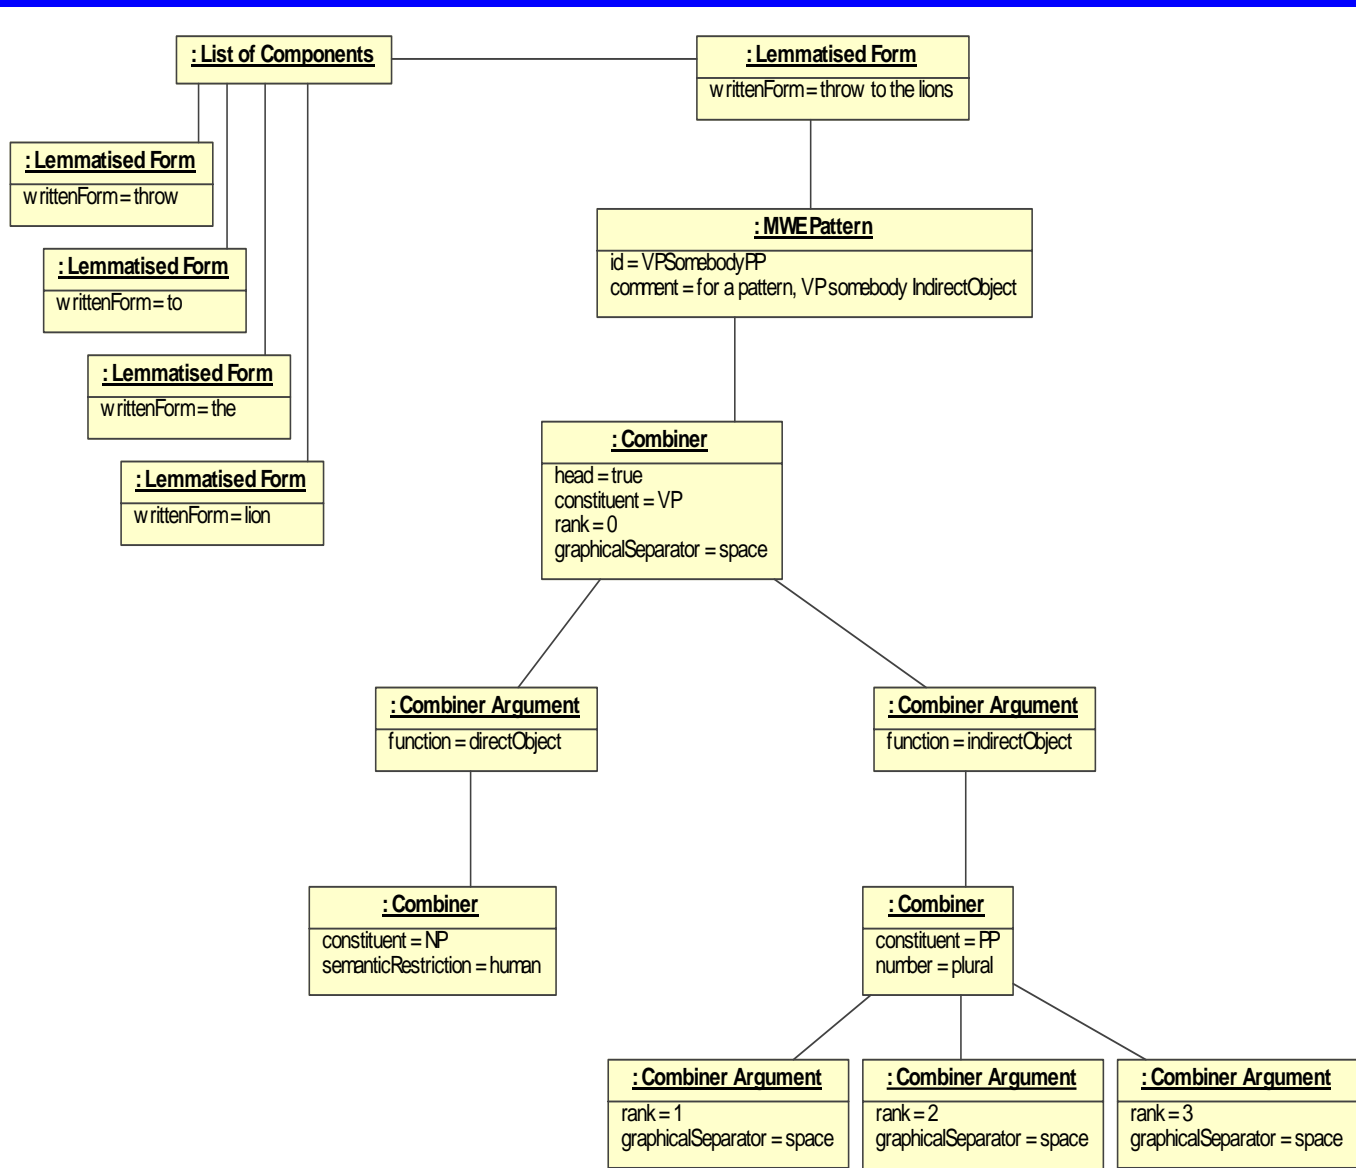 : List of Components
: Lemmatised Form
writtenForm = throw to the lions
: Lemmatised Form
writtenForm = throw
: MWE Pattern
id = VPSomebodyPP
comment = for a pattern, VP somebody IndirectObject
: Lemmatised Form
writtenForm = to
: Lemmatised Form
writtenForm = the
: Combiner
head = true
constituent = VP
rank = 0
graphicalSeparator = space
: Lemmatised Form
writtenForm = lion
: Combiner Argument
function = directObject
: Combiner Argument
function = indirectObject
: Combiner
constituent = NP
semanticRestriction = human
: Combiner
constituent = PP
number = plural
: Combiner Argument
rank = 1
graphicalSeparator = space
: Combiner Argument
rank = 2
graphicalSeparator = space
: Combiner Argument
rank = 3
graphicalSeparator = space